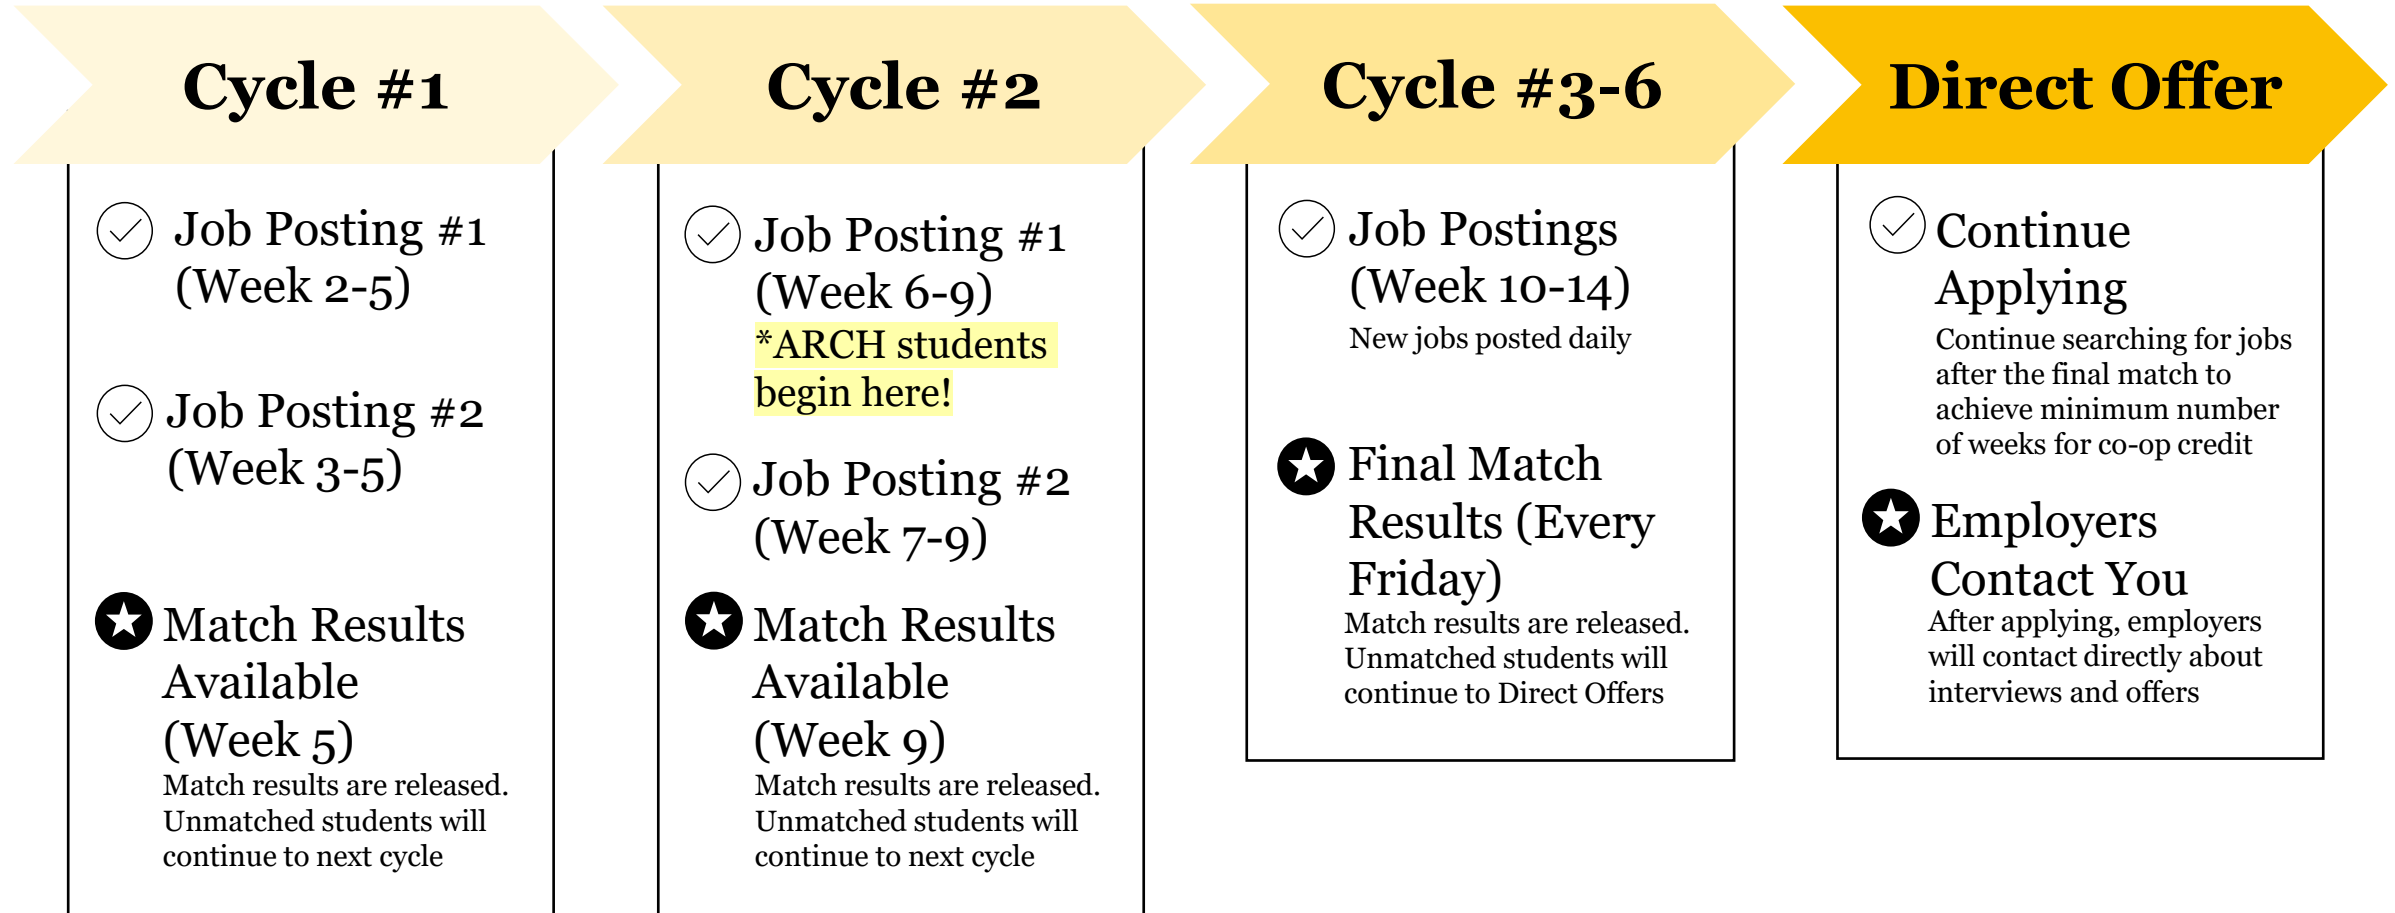 Cycle #1
Job Posting #1
(Week 2-5)
Job Posting #2
(Week 3-5)
Match Results
Available
(Week 5)
Match results are released.
Unmatched students will
continue to next cycle
Cycle #2
Job Posting #1
(Week 6-9)
*ARCH students
begin here!
Job Posting #2
(Week 7-9)
Match Results
Available
(Week 9)
Match results are released.
Unmatched students will
continue to next cycle
Cycle #3-6
Job Postings
(Week 10-14)
New jobs posted daily
Final Match
Results (Every
Friday)
Match results are released.
Unmatched students will
continue to Direct Offers
Direct Offer
Continue
Applying
Continue searching for jobs
after the final match to
achieve minimum number
of weeks for co-op credit
Employers
Contact You
After applying, employers
will contact directly about
interviews and offers